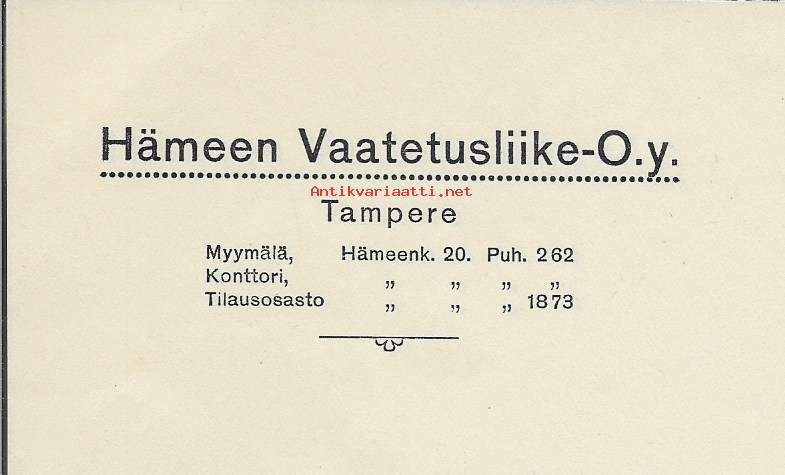 Hämeen Vaatetusliike-O.y.
Antikvariaatti.net
Tampere
Myymälä, Hämeenk. 20. Puh. 262
Konttori, „ „ „ „
Tilausosasto „ „ „ 1873